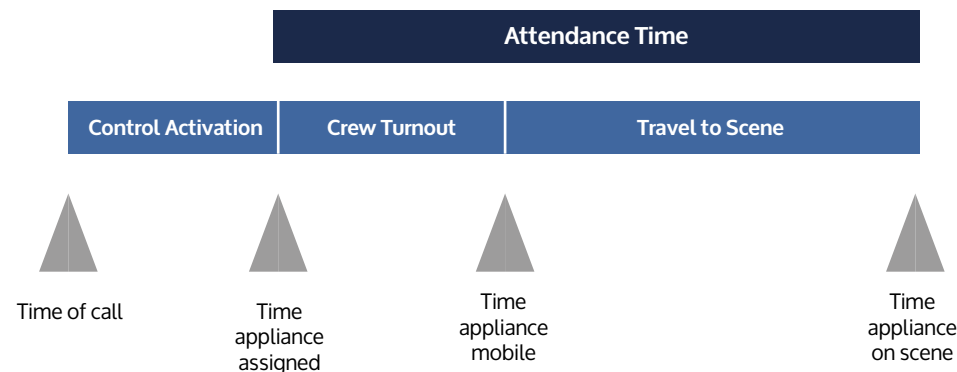 Attendance Time
Control Activation
Crew Turnout
Travel to Scene
Time of call
Time
appliance
assigned
Time
appliance
mobile
Time
appliance
on scene